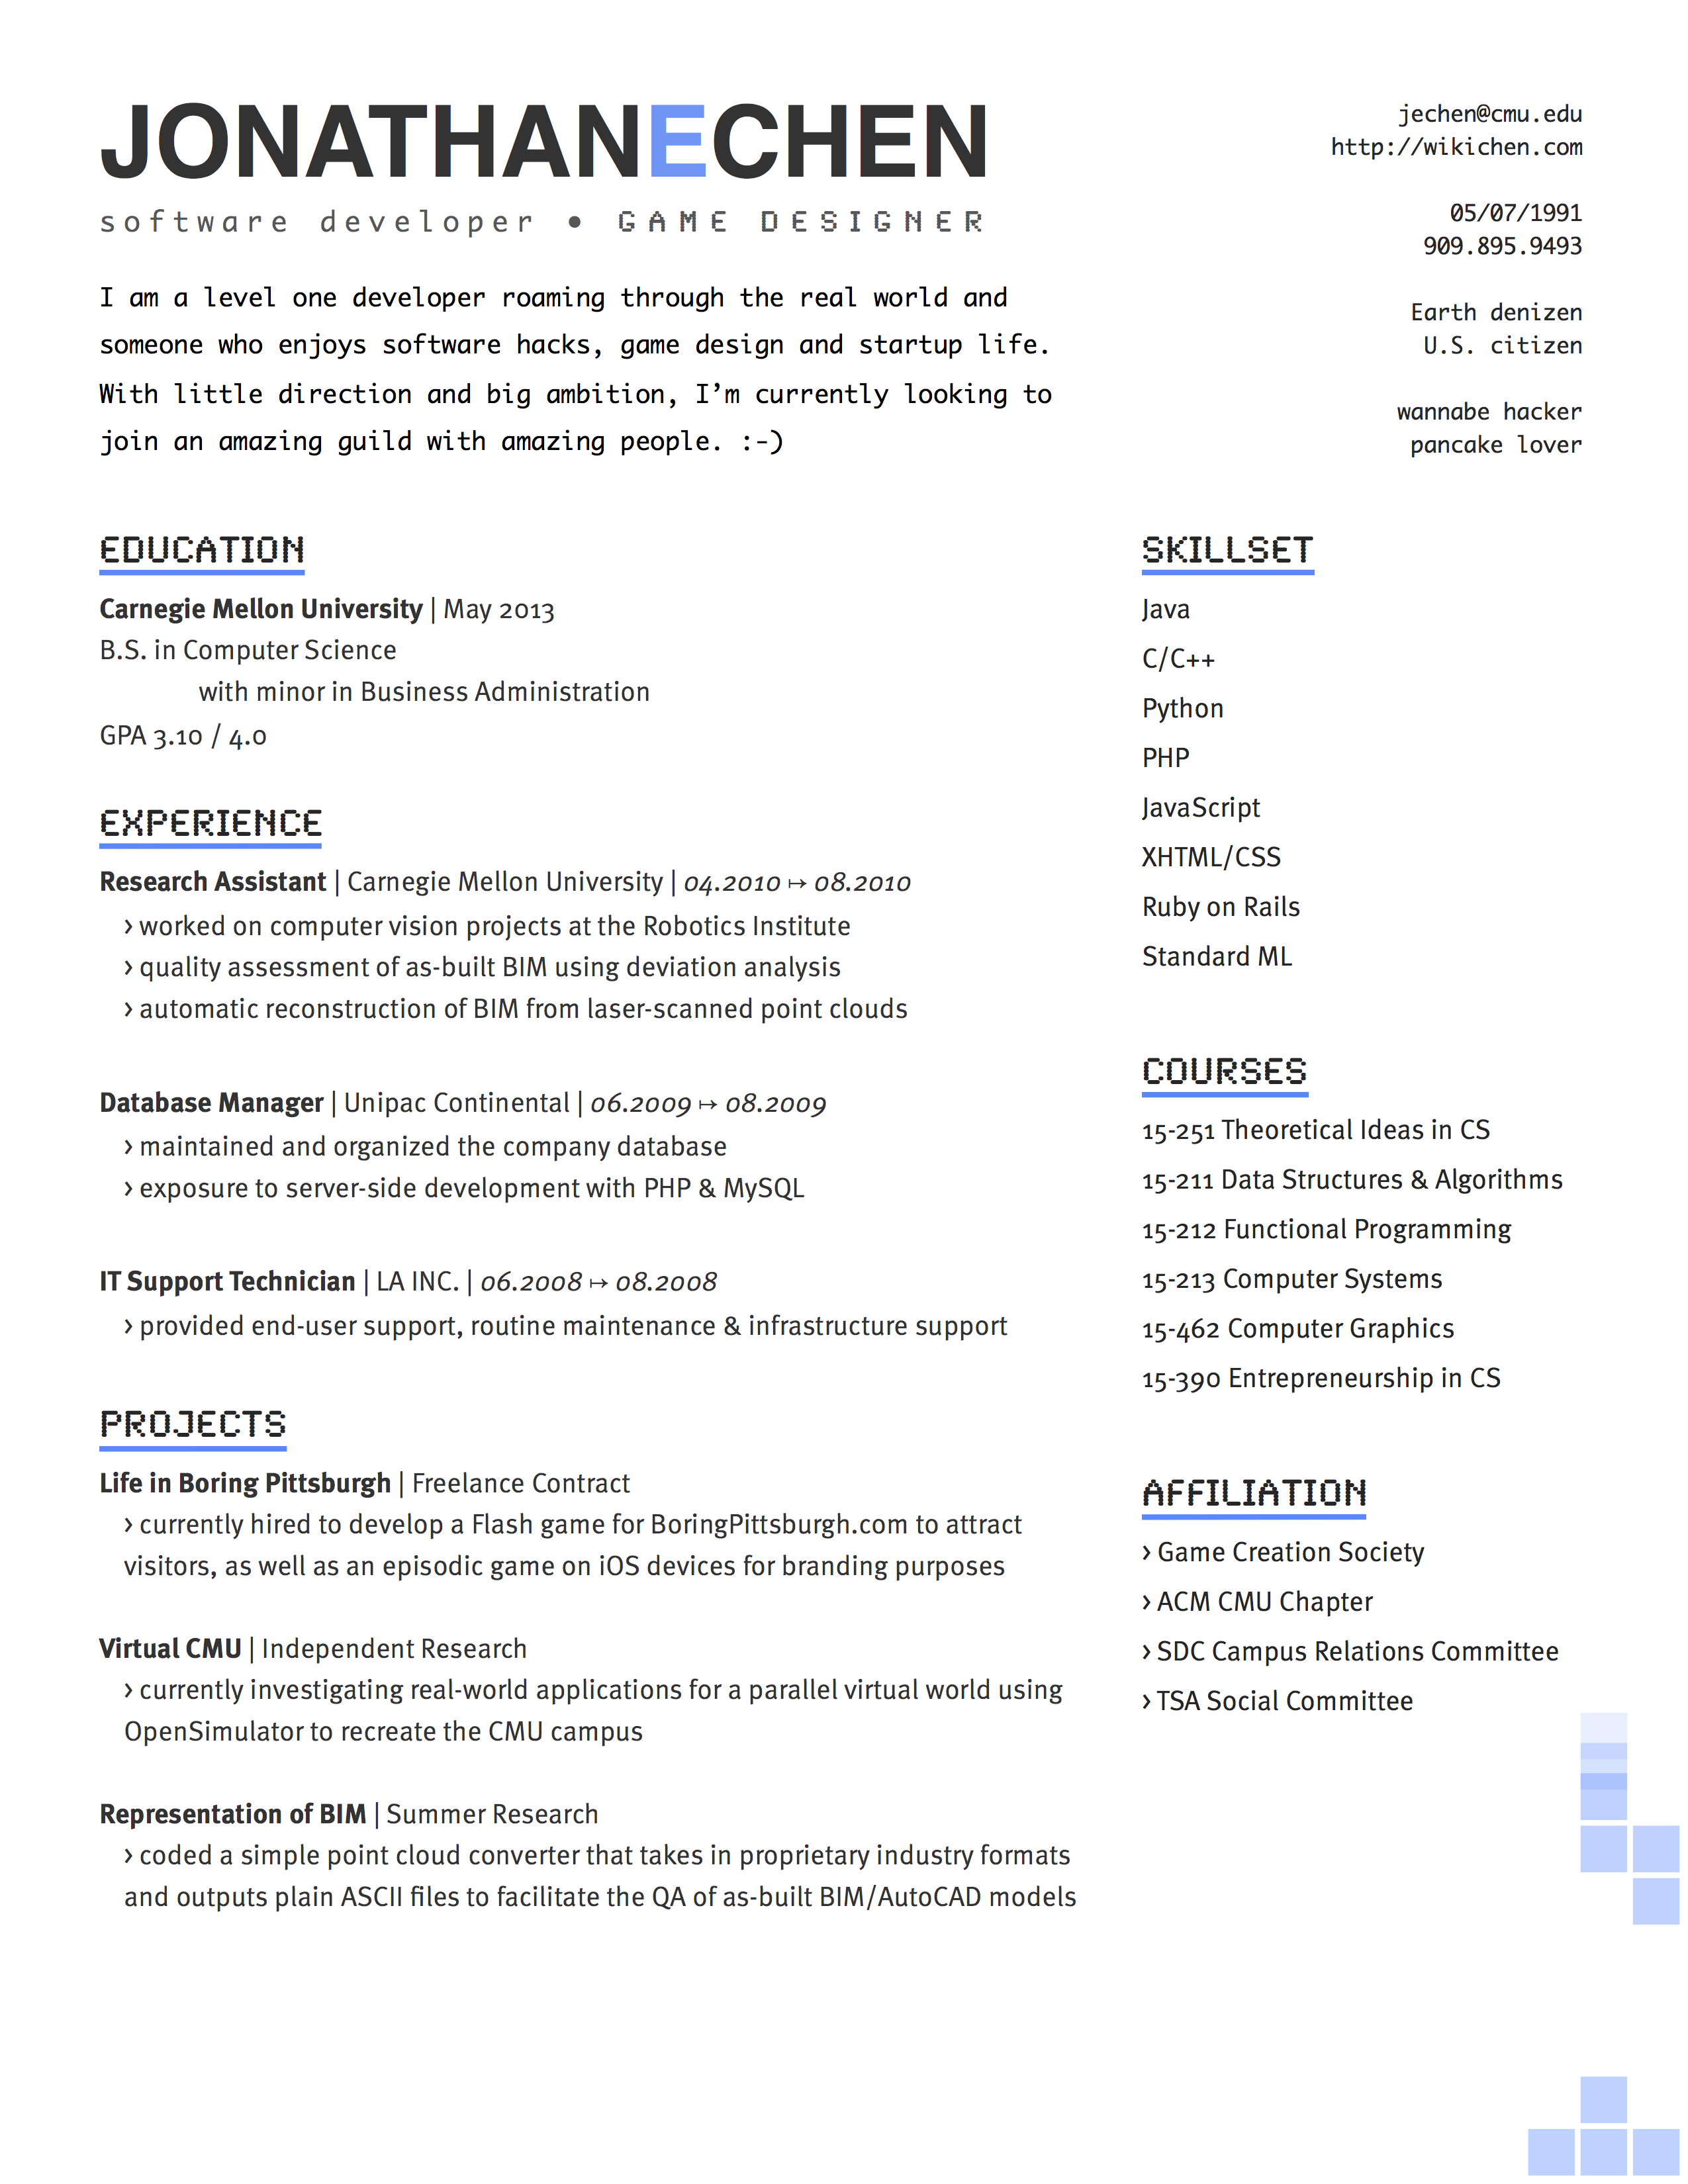 JONATHANECHEN
software developer • GAME DESIGNER
I am a level one developer roaming through the real world and
someone who enjoys software hacks, game design and startup life.
With little direction and big ambition, I’m currently looking to
join an amazing guild with amazing people. :-)
jechen@cmu.edu
http://wikichen.com
05/07/1991
909.895.9493
Earth denizen
U.S. citizen
wannabe hacker
pancake lover
EDUCATION
Carnegie Mellon University | May 2013
B.S. in Computer Science
with minor in Business Administration
GPA 3.10 / 4.0
EXPERIENCE
Research Assistant | Carnegie Mellon University | 04.2010 ↦ 08.2010
› worked on computer vision projects at the Robotics Institute
› quality assessment of as-built BIM using deviation analysis
› automatic reconstruction of BIM from laser-scanned point clouds
Database Manager | Unipac Continental | 06.2009 ↦ 08.2009
› maintained and organized the company database
› exposure to server-side development with PHP & MySQL
IT Support Technician | LA INC. | 06.2008 ↦ 08.2008
› provided end-user support, routine maintenance & infrastructure support
PROJECTS
Life in Boring Pittsburgh | Freelance Contract
› currently hired to develop a Flash game for BoringPittsburgh.com to attract
visitors, as well as an episodic game on iOS devices for branding purposes
Virtual CMU | Independent Research
› currently investigating real-world applications for a parallel virtual world using
OpenSimulator to recreate the CMU campus
Representation of BIM | Summer Research
› coded a simple point cloud converter that takes in proprietary industry formats
and outputs plain ASCII files to facilitate the QA of as-built BIM/AutoCAD models
SKILLSET
Java
C/C++
Python
PHP
JavaScript
XHTML/CSS
Ruby on Rails
Standard ML
COURSES
15-251 Theoretical Ideas in CS
15-211 Data Structures & Algorithms
15-212 Functional Programming
15-213 Computer Systems
15-462 Computer Graphics
15-390 Entrepreneurship in CS
AFFILIATION
› Game Creation Society
› ACM CMU Chapter
› SDC Campus Relations Committee
› TSA Social Committee